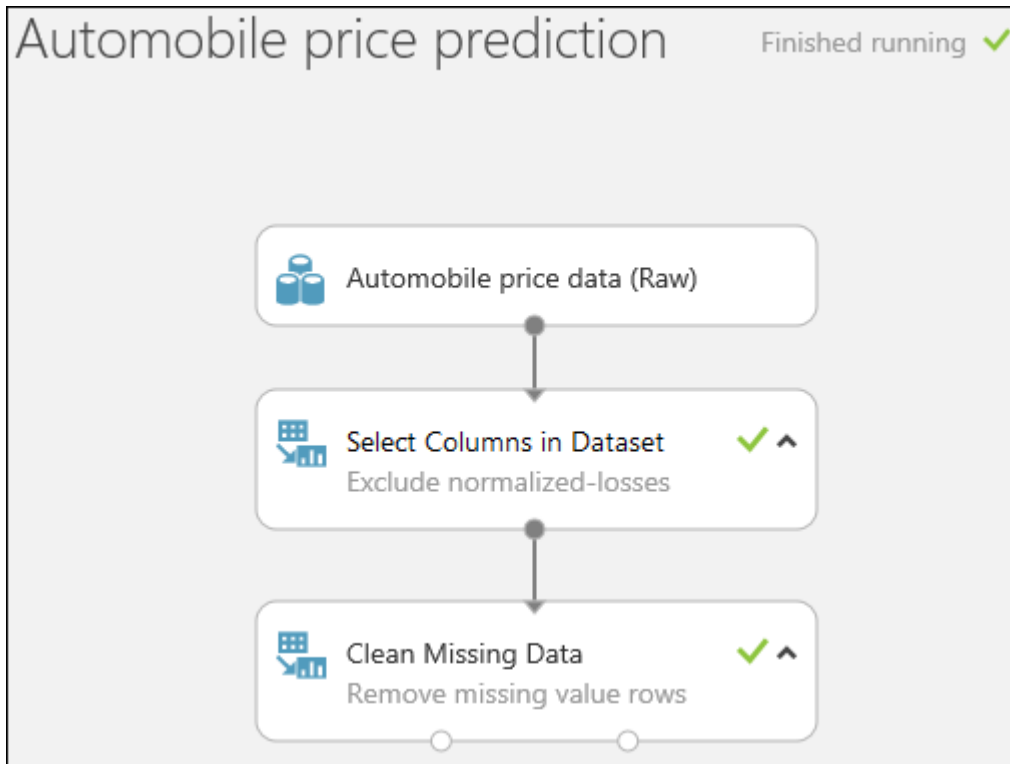 Automobile price prediction
Finished running
Automobile price data (Raw)
Select Columns in Dataset
Exclude normalized-losses
Clean Missing Data
Remove missing value rows